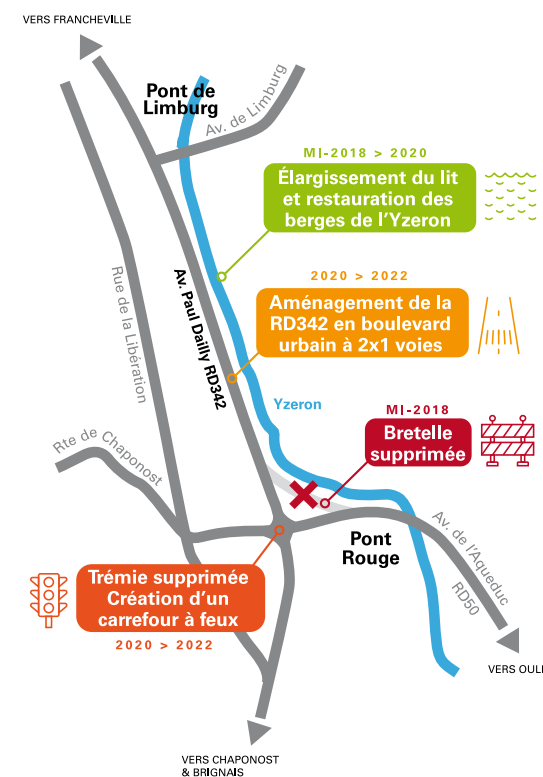 VERS FRANCHEVILLE
Pont de
Limburg
Av. de Limburg
MI-2018 > 2020
Élargissement du lit
et restauration des
berges de l'Yzeron
2020 > 2022
Aménagement de la
RD342 en boulevard
urbain à 2x1 voies
Rue de la Libération
Av. Paul Dailly RD342
Yzeron
MI-2018
Bretelle
supprimée
Rte de Chaponost
Pont
Rouge
Av. de l'Aqueduc
RD50
Trémie supprimée
Création d'un
carrefour à feux
2020 > 2022
VERS OULL
VERS CHAPONOST
& BRIGNAIS